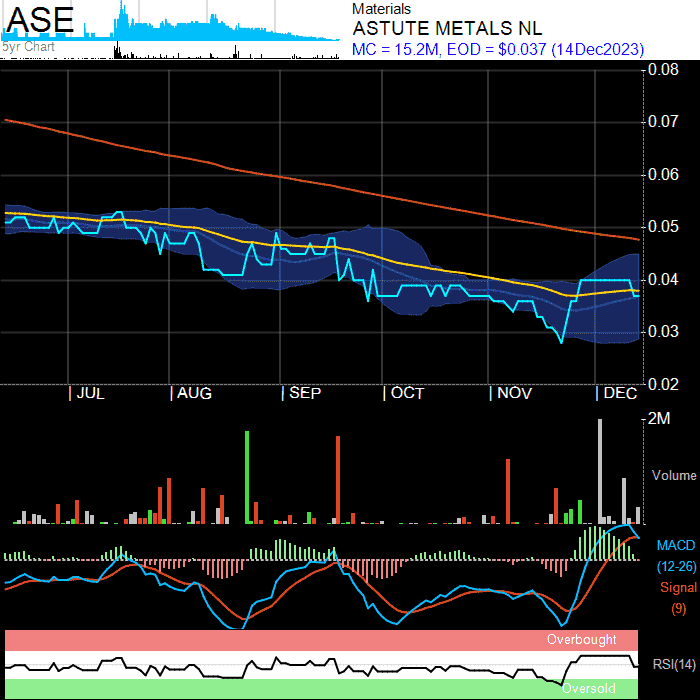 ASE
5yr Chart
Materials
ASTUTE METALS NL
MC = 15.2M, EOD = $0.037 (14Dec2023)
0.08
0.07
0.06
0.05
0.04
0.03
0.02
| JUL | AUG | SEP | OCT | NOV | DEC
2M
Volume
MACD
(12-26)
Signal
(9)
Overbought
RSI(14)
Oversold